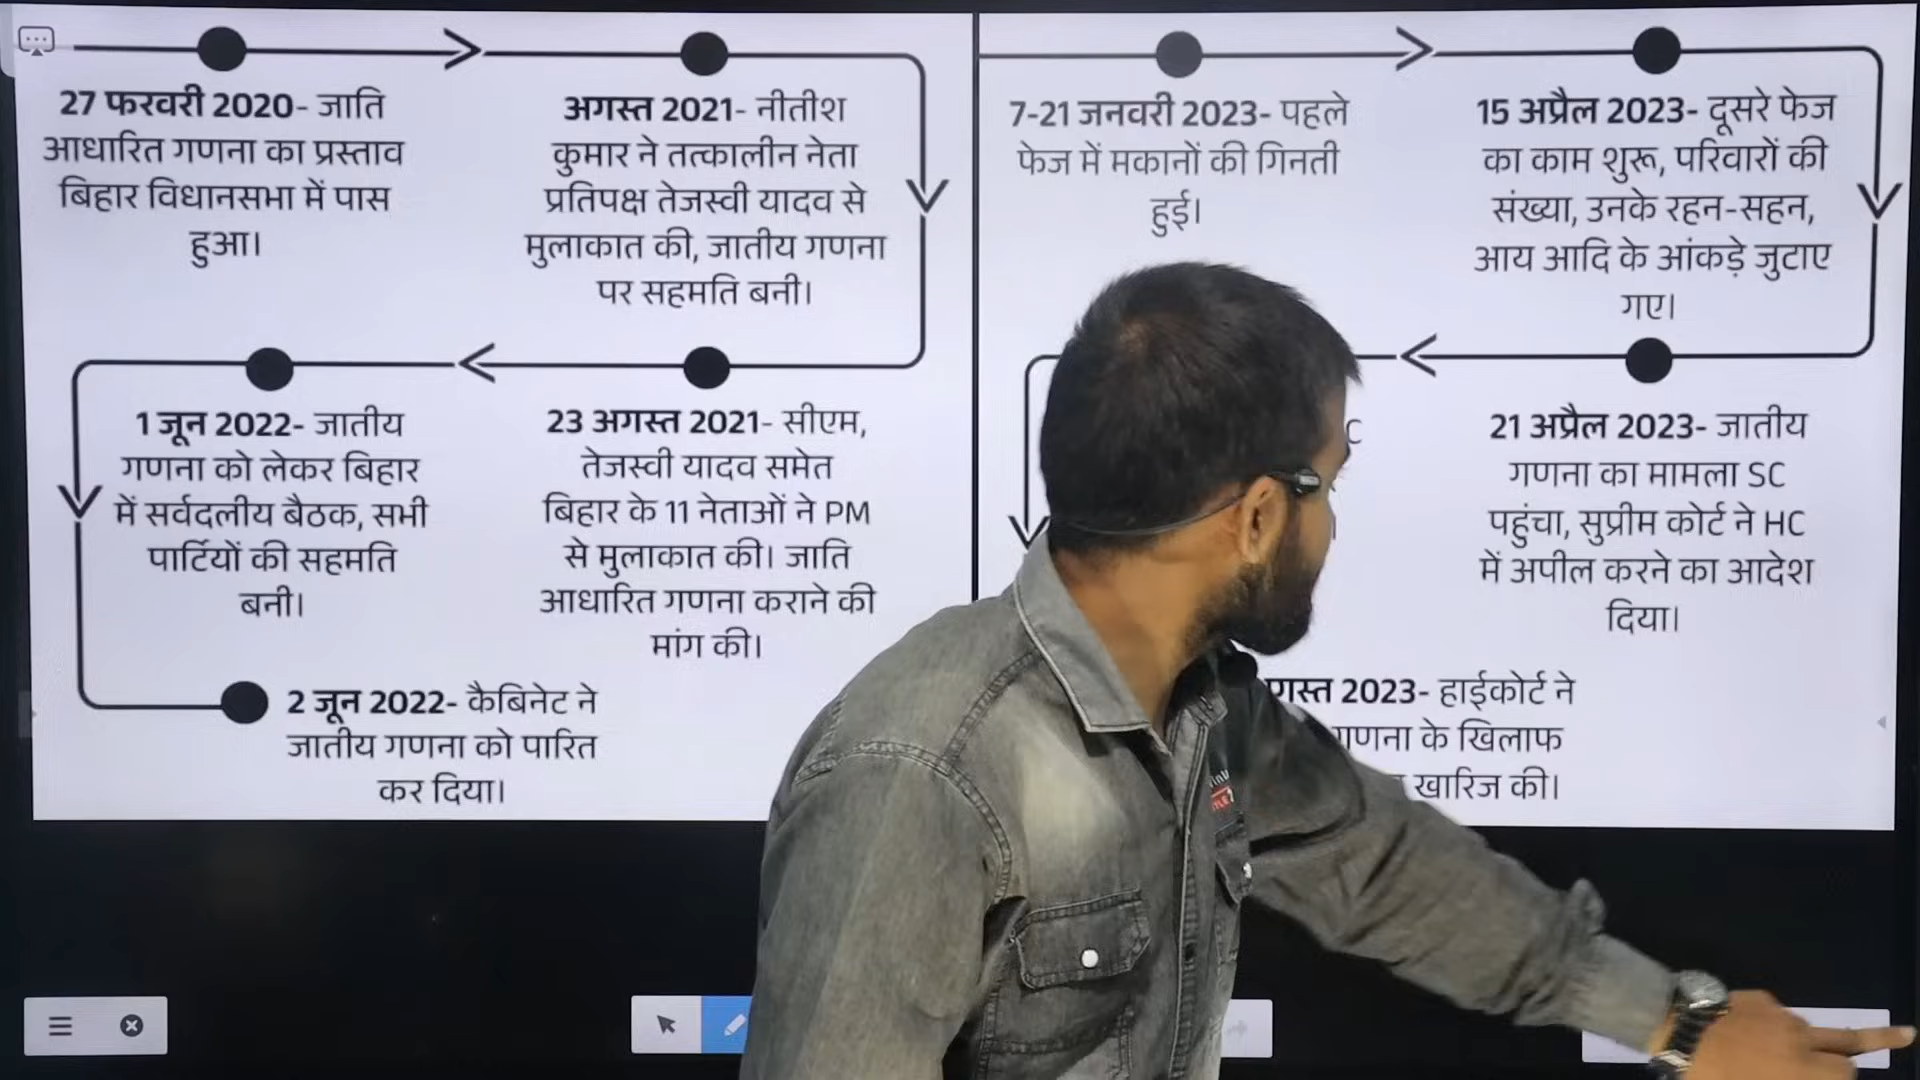 27 फरवरी 2020- जाति
आधारित गणना का प्रस्ताव
बिहार विधानसभा में पास
हुआ।
अगस्त 2021- नीतीश
कुमार ने तत्कालीन नेता
प्रतिपक्ष तेजस्वी यादव से
मुलाकात की, जातीय गणना
पर सहमति बनी।
23 अगस्त 2021- सीएम,
तेजस्वी यादव समेत
बिहार के 11 नेताओं ने PM
से मुलाकात की। जाति
आधारित गणना कराने की
मांग की।
1 जून 2022- जातीय
गणना को लेकर बिहार
में सर्वदलीय बैठक, सभी
पार्टियों की सहमति
बनी।
2 जून 2022- कैबिनेट ने
जातीय गणना को पारित
कर दिया।
7-21 जनवरी 2023- पहले
फेज में मकानों की गिनती
हुई।
15 अप्रैल 2023- दूसरे फेज
का काम शुरू, परिवारों की
संख्या, उनके रहन-सहन,
आय आदि के आंकड़े जुटाए
गए।
21 अप्रैल 2023- जातीय
गणना का मामला SC
पहुंचा, सुप्रीम कोर्ट ने HC
में अपील करने का आदेश
दिया।
2023- हाईकोर्ट ने
गणना के खिलाफ
खारिज की।